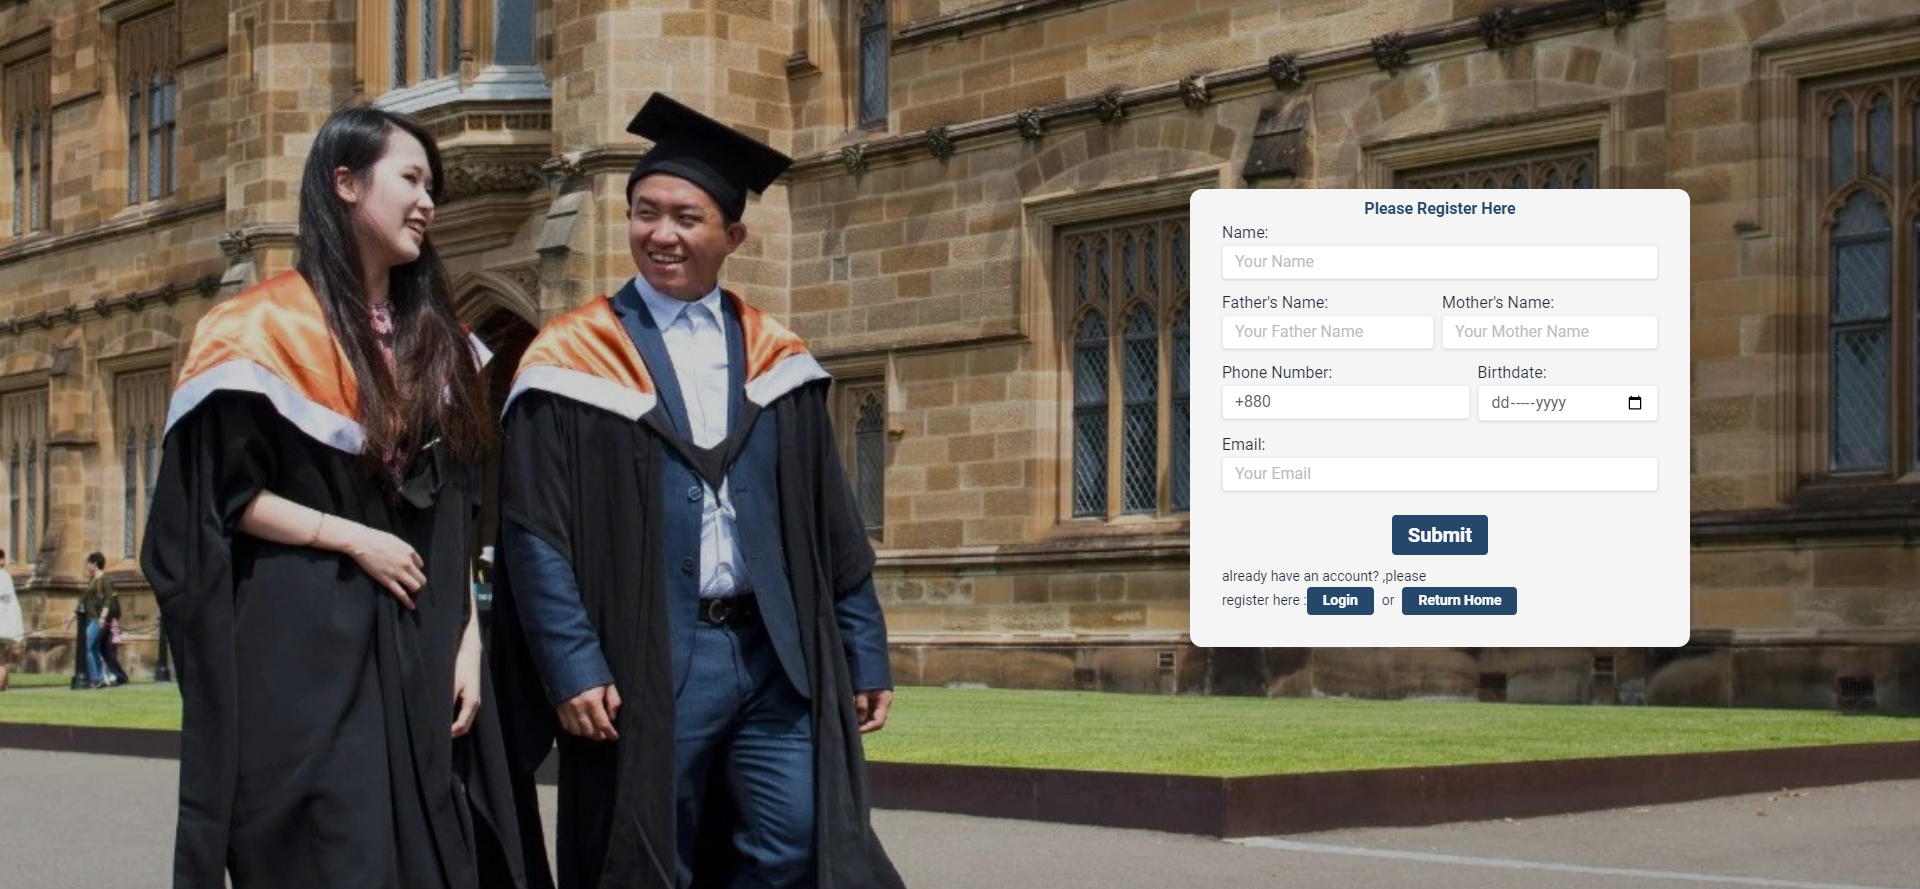 Please Register Here
Name:
Your Name
Father's Name: Mother's Name:
Your Father Name Your Mother Name
Phone Number: Birthdate:
+880 dd-----yyyy
Email:
Your Email
Submit
already have an account? ,please
register here : Login or Return Home